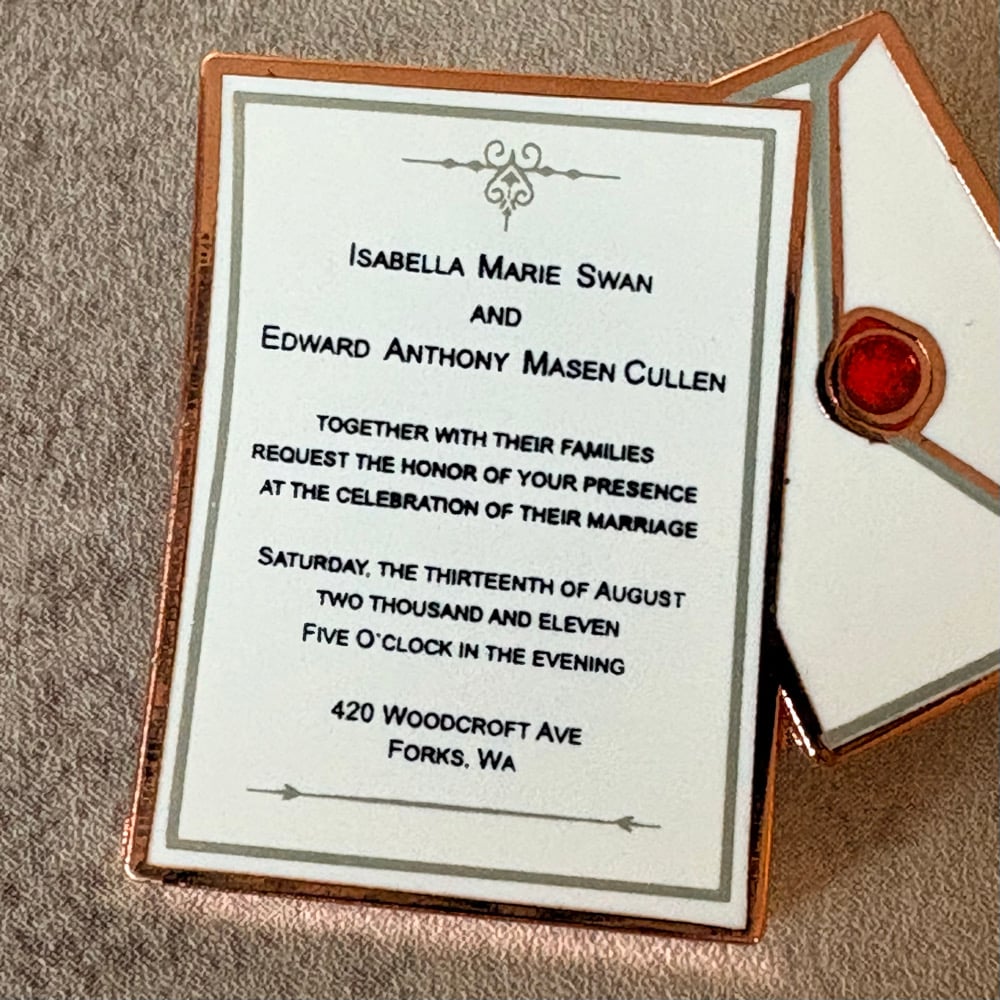 Isabella Marie Swan
and
Edward Anthony Masen Cullen
together with their families
request the honor of your presence
at the celebration of their marriage
Saturday, the thirteenth of August
two thousand and eleven
Five O'clock in the evening
420 Woodcroft Ave
Forks, Wa